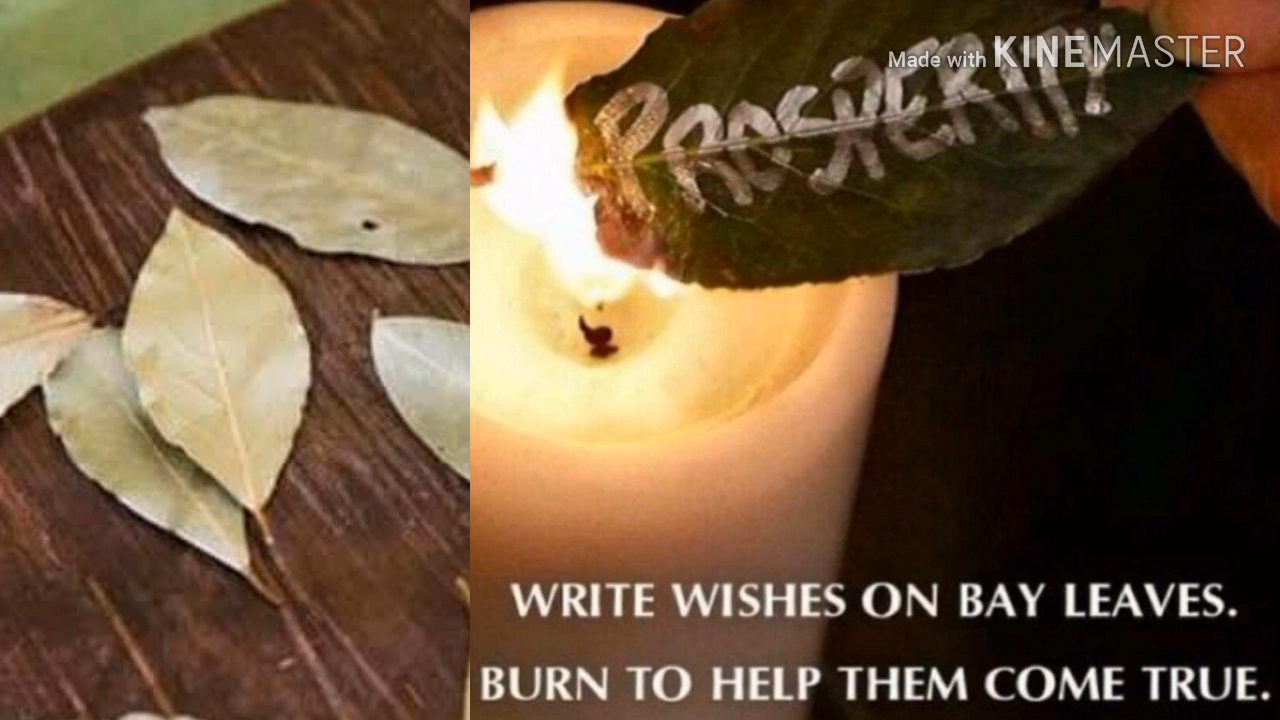 Made with KINEMASTER
PROSPERITY
WRITE WISHES ON BAY LEAVES.
BURN TO HELP THEM COME TRUE.